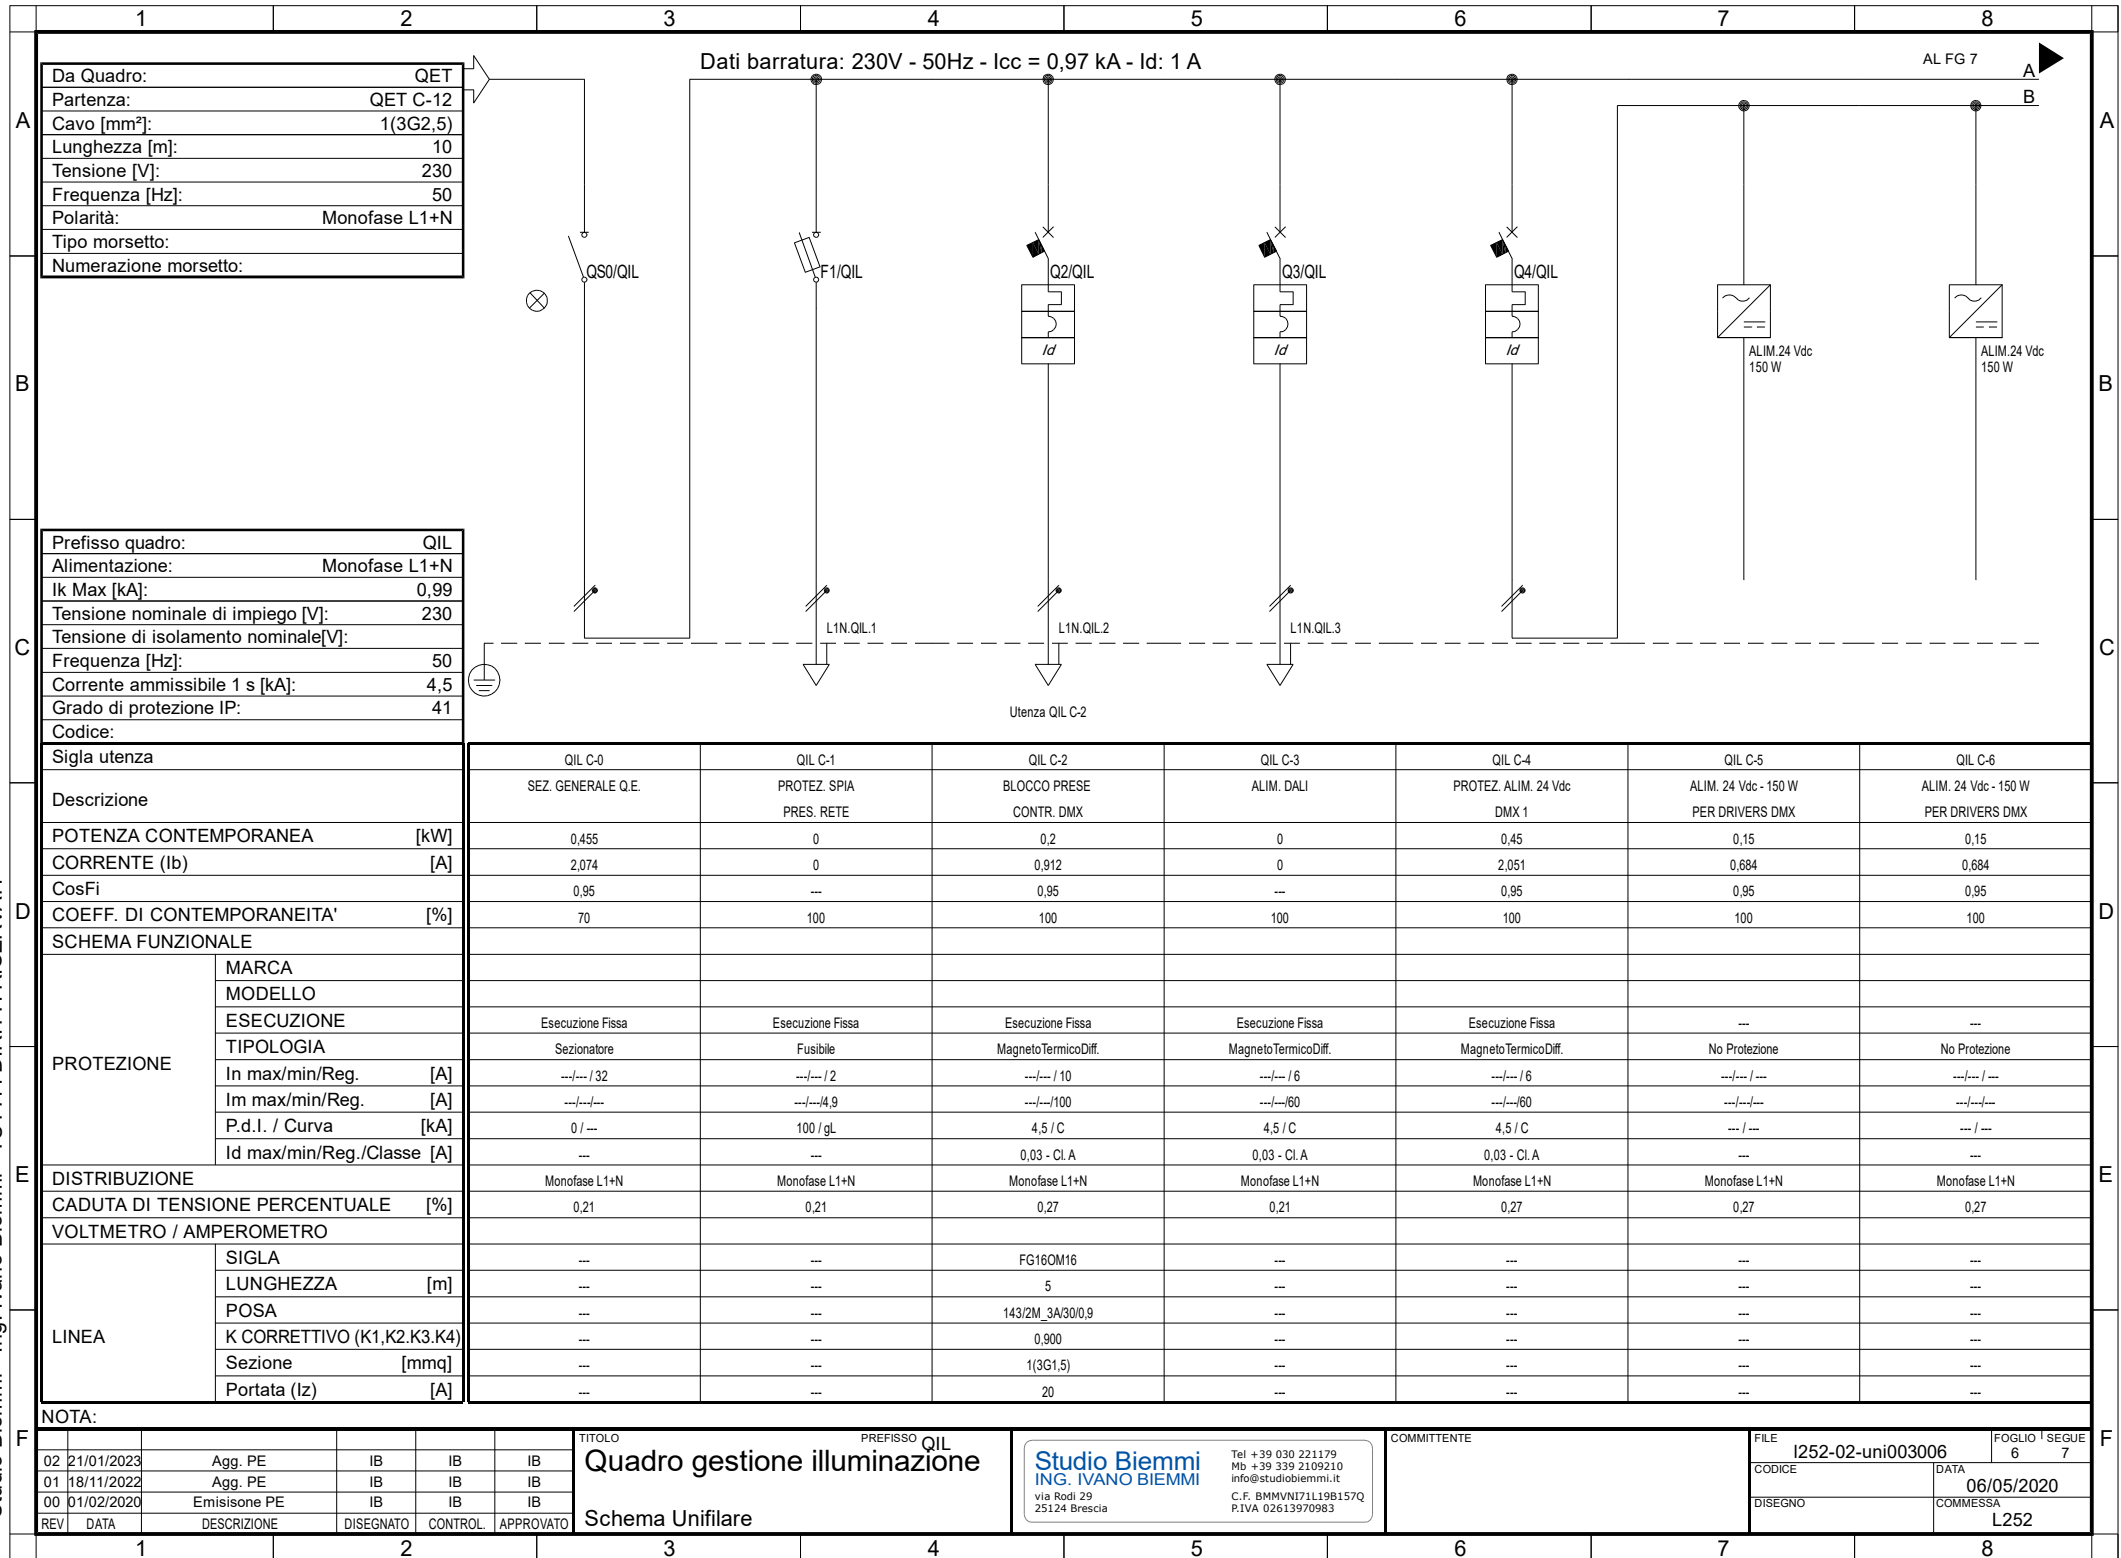 1 2 3 4 5 6 7 8
Dati barratura: 230V - 50Hz - Icc = 0,97 kA - Id: 1 A
AL FG 7
A
B
Da Quadro: QET
Partenza: QET C-12
Cavo [mm²]: 1(3G2,5)
Lunghezza [m]: 10
Tensione [V]: 230
Frequenza [Hz]: 50
Polarità: Monofase L1+N
Tipo morsetto:
Numerazione morsetto:
A A
QS0/QIL F1/QIL Q2/QIL Q3/QIL Q4/QIL
Id Id Id
ALIM.24 Vdc ALIM.24 Vdc
150 W 150 W
B B
Prefisso quadro: QIL
Alimentazione: Monofase L1+N
Ik Max [kA]: 0,99
Tensione nominale di impiego [V]: 230
Tensione di isolamento nominale[V]:
Frequenza [Hz]: 50
Corrente ammissibile 1 s [kA]: 4,5
Grado di protezione IP: 41
Codice:
L1N.QIL.1 L1N.QIL.2 L1N.QIL.3
C C
Utenza QIL C-2
Sigla utenza QIL C-0 QIL C-1 QIL C-2 QIL C-3 QIL C-4 QIL C-5 QIL C-6
Descrizione SEZ. GENERALE Q.E. PROTEZ. SPIA BLOCCO PRESE ALIM. DALI PROTEZ. ALIM. 24 Vdc ALIM. 24 Vdc - 150 W ALIM. 24 Vdc - 150 W
PRES. RETE CONTR. DMX DMX 1 PER DRIVERS DMX PER DRIVERS DMX
POTENZA CONTEMPORANEA [kW] 0,455 0 0,2 0 0,45 0,15 0,15
CORRENTE (Ib) [A] 2,074 0 0,912 0 2,051 0,684 0,684
CosFi 0,95 --- 0,95 --- 0,95 0,95 0,95
D D
COEFF. DI CONTEMPORANEITA' [%] 70 100 100 100 100 100 100
SCHEMA FUNZIONALE
PROTEZIONE
MARCA
MODELLO
ESECUZIONE Esecuzione Fissa Esecuzione Fissa Esecuzione Fissa Esecuzione Fissa Esecuzione Fissa --- ---
TIPOLOGIA Sezionatore Fusibile MagnetoTermicoDiff. MagnetoTermicoDiff. MagnetoTermicoDiff. No Protezione No Protezione
In max/min/Reg. [A] ---/--- / 32 ---/--- / 2 ---/--- / 10 ---/--- / 6 ---/--- / 6 ---/--- / --- ---/--- / ---
Im max/min/Reg. [A] ---/---/--- ---/---/4,9 ---/---/100 ---/---/60 ---/---/60 ---/---/--- ---/---/---
P.d.I. / Curva [kA] 0 / --- 100 / gL 4,5 / C 4,5 / C 4,5 / C --- / --- --- / ---
Id max/min/Reg./Classe [A] --- --- 0,03 - Cl. A 0,03 - Cl. A 0,03 - Cl. A --- ---
E E
DISTRIBUZIONE Monofase L1+N Monofase L1+N Monofase L1+N Monofase L1+N Monofase L1+N Monofase L1+N Monofase L1+N
CADUTA DI TENSIONE PERCENTUALE [%] 0,21 0,21 0,27 0,21 0,27 0,27 0,27
VOLTMETRO / AMPEROMETRO
LINEA
SIGLA --- --- FG16OM16 --- --- --- ---
LUNGHEZZA [m] --- --- 5 --- --- --- ---
POSA --- --- 143/2M_3A/30/0,9 --- --- --- ---
K CORRETTIVO (K1,K2.K3.K4) --- --- 0,900 --- --- --- ---
Sezione [mmq] --- --- 1(3G1,5) --- --- --- ---
Portata (Iz) [A] --- --- 20 --- --- --- ---
NOTA:
F F
02 21/01/2023 Agg. PE IB IB IB
01 18/11/2022 Agg. PE IB IB IB
00 01/02/2020 Emisisone PE IB IB IB
REV DATA DESCRIZIONE DISEGNATO CONTROL. APPROVATO
TITOLO PREFISSO QIL
Quadro gestione illuminazione
Schema Unifilare
Studio Biemmi
ING. IVANO BIEMMI
via Rodi 29
25124 Brescia
Tel +39 030 221179
Mb +39 339 2109210
info@studiobiemmi.it
C.F. BMMVNI71L19B157Q
P.IVA 02613970983
COMMITTENTE
FILE I252-02-uni003006
FOGLIO 6 SEGUE 7
CODICE
DATA 06/05/2020
DISEGNO
COMMESSA L252
1 2 3 4 5 6 7 8